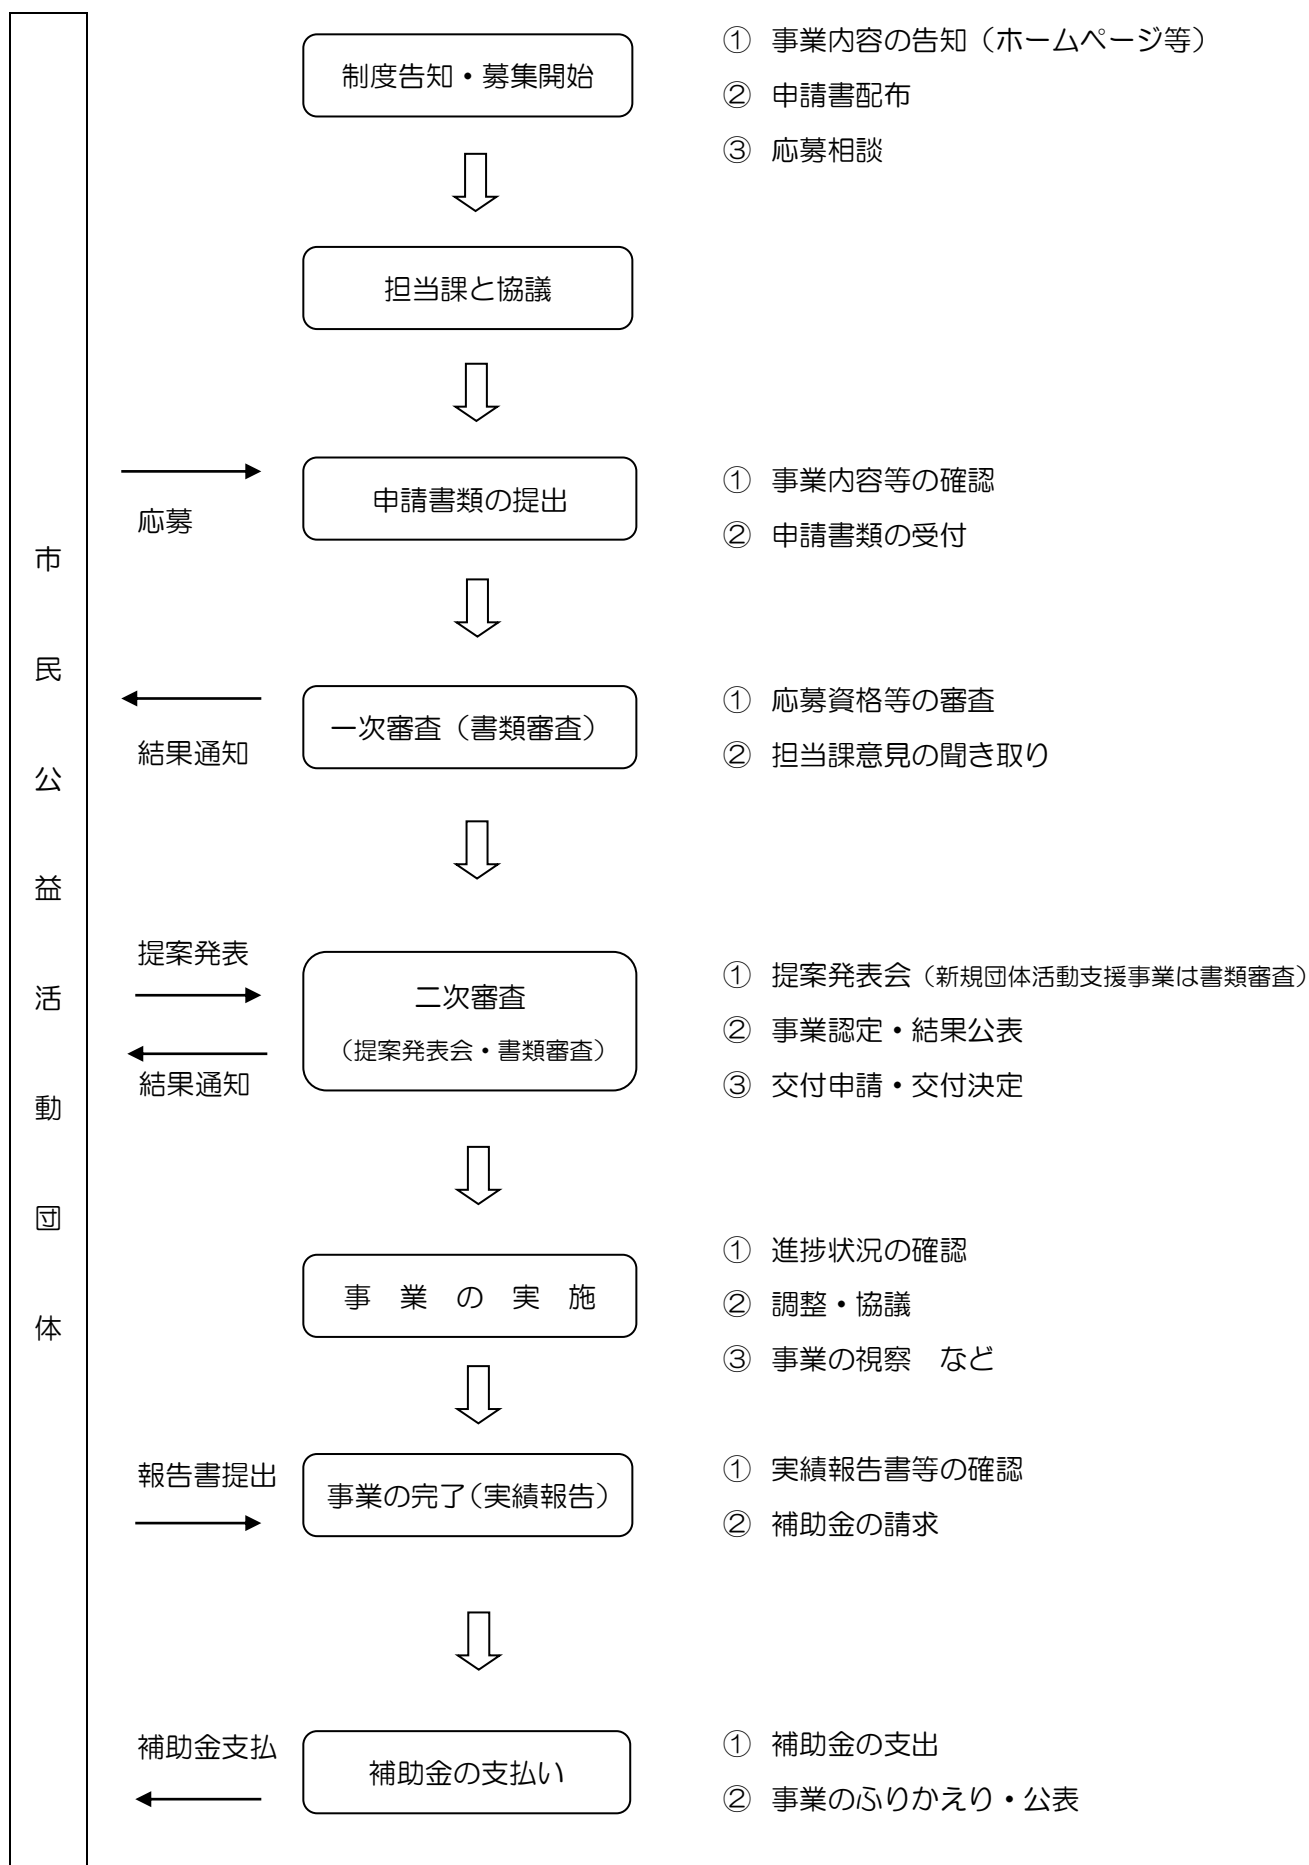 市民公益活動団体
制度告知・募集開始
① 事業内容の告知（ホームページ等）
② 申請書配布
③ 応募相談
担当課と協議
応募
申請書類の提出
① 事業内容等の確認
② 申請書類の受付
結果通知
一次審査（書類審査）
① 応募資格等の審査
② 担当課意見の聞き取り
提案発表
結果通知
二次審査
（提案発表会・書類審査）
① 提案発表会（新規団体活動支援事業は書類審査）
② 事業認定・結果公表
③ 交付申請・交付決定
事　業　の　実　施
① 進捗状況の確認
② 調整・協議
③ 事業の視察　など
報告書提出
事業の完了（実績報告）
① 実績報告書等の確認
② 補助金の請求
補助金支払
補助金の支払い
① 補助金の支出
② 事業のふりかえり・公表